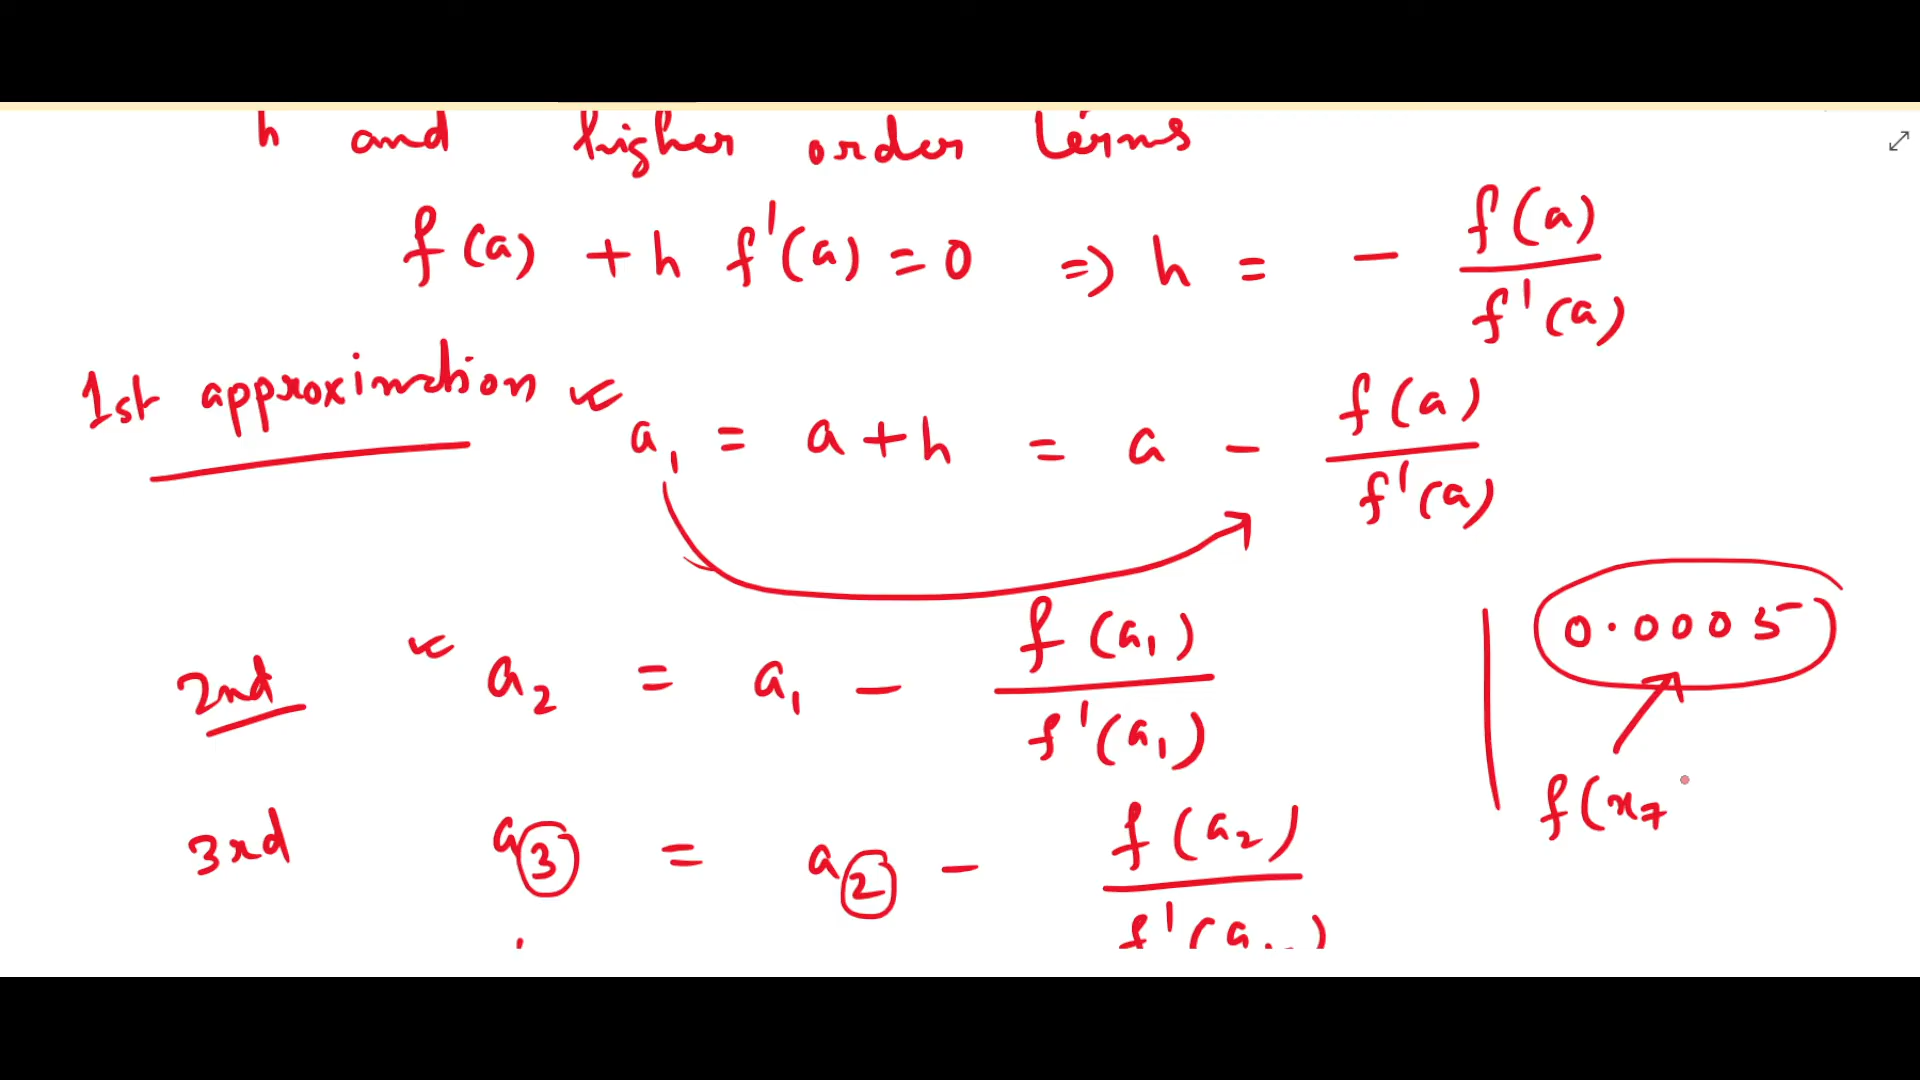 h and higher order terms
f(a) + h f'(a) = 0 ⇒ h = - f(a)/f'(a)
1st approximation a₁ = a + h = a - f(a)/f'(a)
2nd a₂ = a₁ - f(a₁)/f'(a₁)
0.0005
f(x₇
3rd a₃ = a₂ - f(a₂)/f'(a